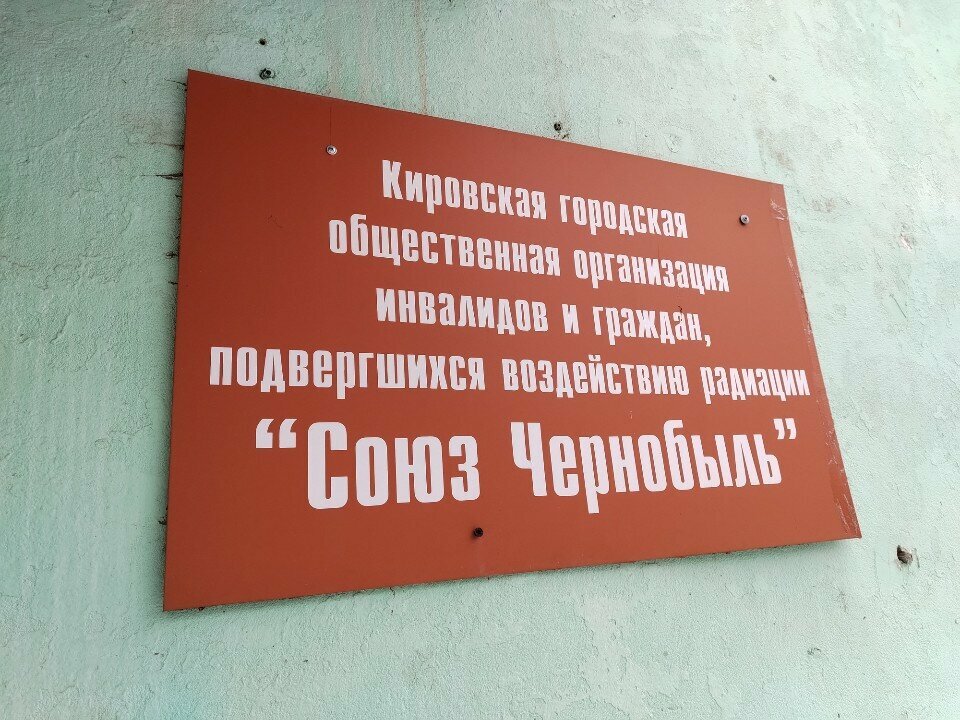 Кировская городская
общественная организация
инвалидов и граждан,
подвергшихся воздействию радиации
“Союз Чернобыль”